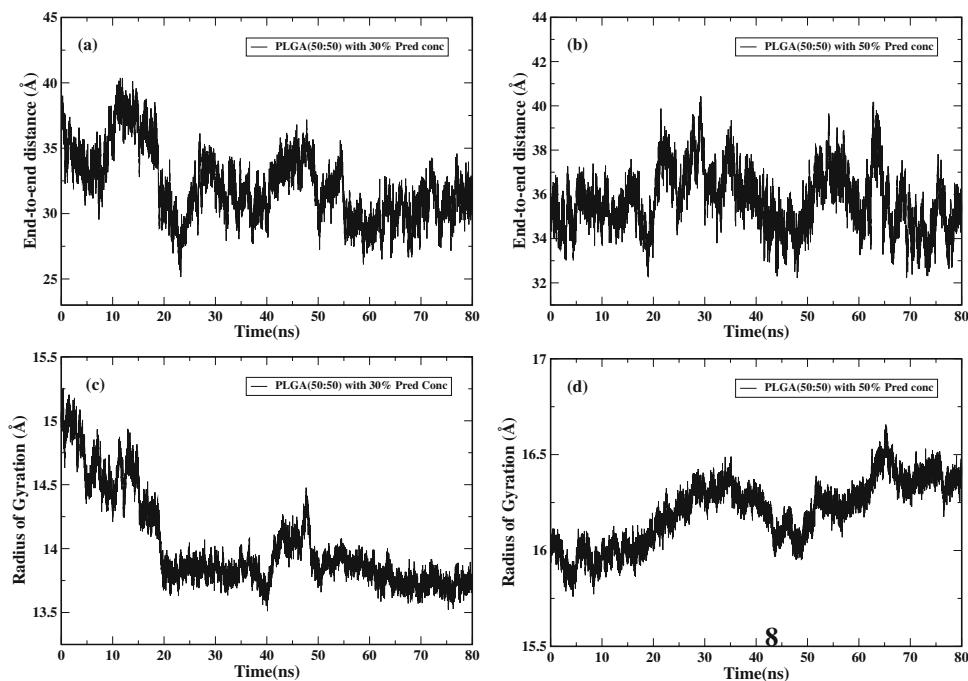 (a)
PLGA(50:50) with 30% Pred conc
End-to-end distance (Å)
45
40
35
30
25
0 10 20 30 40 50 60 70 80
Time(ns)
(b)
PLGA(50:50) with 50% Pred conc
End-to-end distance (Å)
44
42
40
38
36
34
32
0 10 20 30 40 50 60 70 80
Time(ns)
(c)
PLGA(50:50) with 30% Pred Conc
Radius of Gyration (Å)
15.5
15
14.5
14
13.5
0 10 20 30 40 50 60 70 80
Time(ns)
(d)
PLGA(50:50) with 50% Pred conc
Radius of Gyration (Å)
17
16.5
16
15.5
8
0 10 20 30 40 50 60 70 80
Time(ns)